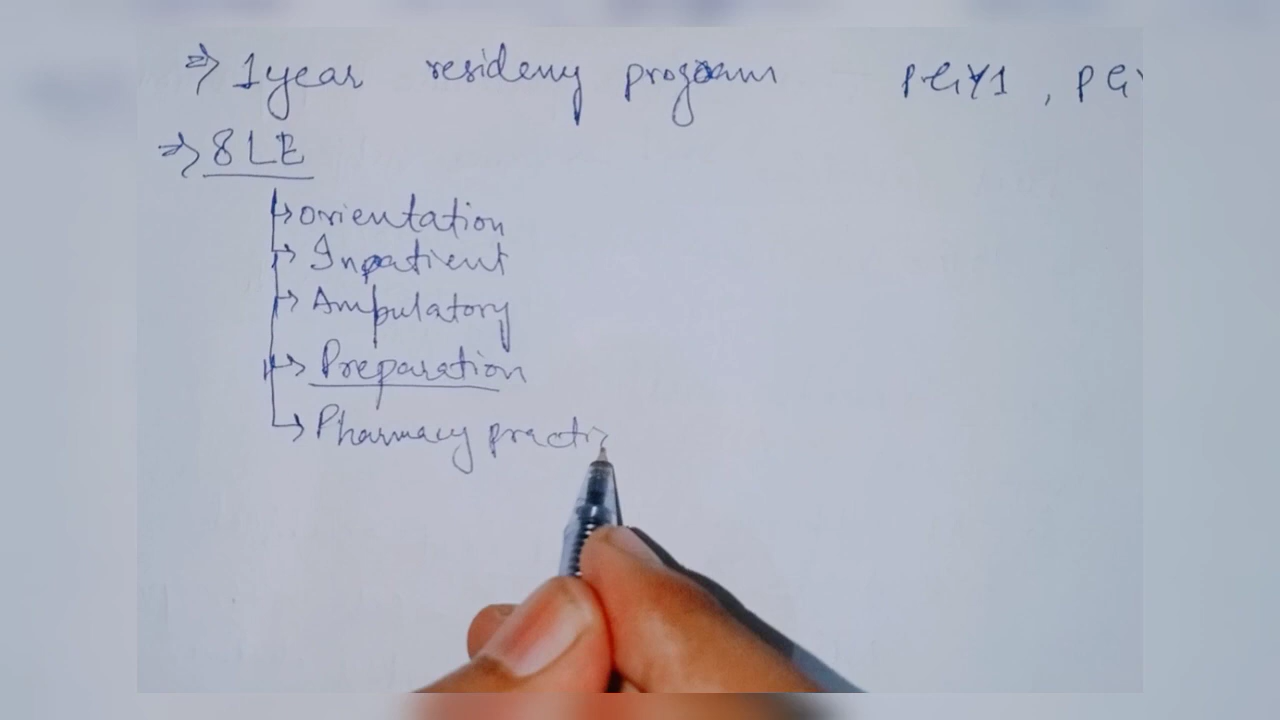 ⇒ 1 year residency program PGY1 , PG
⇒ 8 LE
↳ orientation
↳ Inpatient
↳ Ambulatory
↳ Preparation
↳ Pharmacy practi